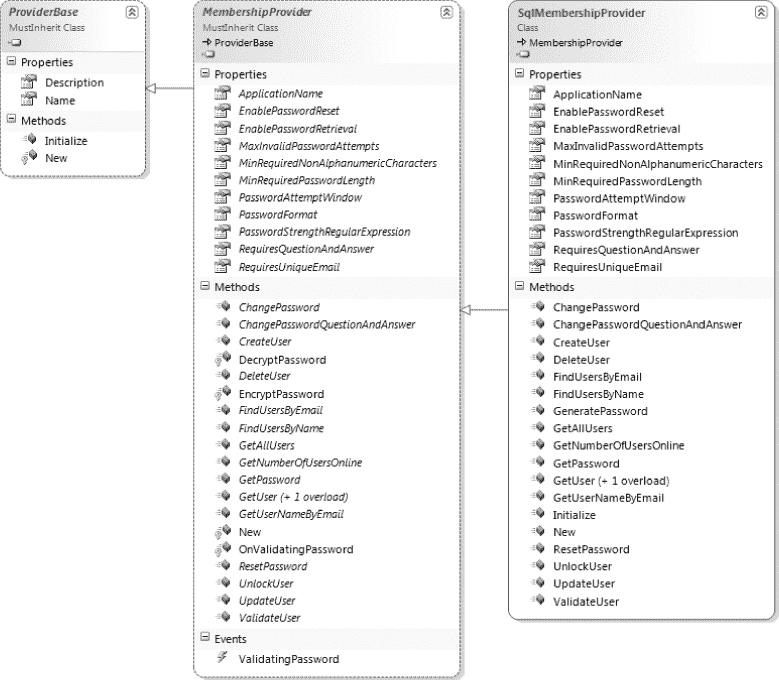 ProviderBase
MustInherit Class
Properties
Description
Name
Methods
Initialize
New
MembershipProvider
MustInherit Class
ProviderBase
Properties
ApplicationName
EnablePasswordReset
EnablePasswordRetrieval
MaxInvalidPasswordAttempts
MinRequiredNonAlphanumericCharacters
MinRequiredPasswordLength
PasswordAttemptWindow
PasswordFormat
PasswordStrengthRegularExpression
RequiresQuestionAndAnswer
RequiresUniqueEmail
Methods
ChangePassword
ChangePasswordQuestionAndAnswer
CreateUser
DecryptPassword
DeleteUser
EncryptPassword
FindUsersByEmail
FindUsersByName
GetAllUsers
GetNumberOfUsersOnline
GetPassword
GetUser (+ 1 overload)
GetUserNameByEmail
New
OnValidatingPassword
ResetPassword
UnlockUser
UpdateUser
ValidateUser
Events
ValidatingPassword
SqlMembershipProvider
Class
MembershipProvider
Properties
ApplicationName
EnablePasswordReset
EnablePasswordRetrieval
MaxInvalidPasswordAttempts
MinRequiredNonAlphanumericCharacters
MinRequiredPasswordLength
PasswordAttemptWindow
PasswordFormat
PasswordStrengthRegularExpression
RequiresQuestionAndAnswer
RequiresUniqueEmail
Methods
ChangePassword
ChangePasswordQuestionAndAnswer
CreateUser
DeleteUser
FindUsersByEmail
FindUsersByName
GeneratePassword
GetAllUsers
GetNumberOfUsersOnline
GetPassword
GetUser (+ 1 overload)
GetUserNameByEmail
Initialize
New
ResetPassword
UnlockUser
UpdateUser
ValidateUser